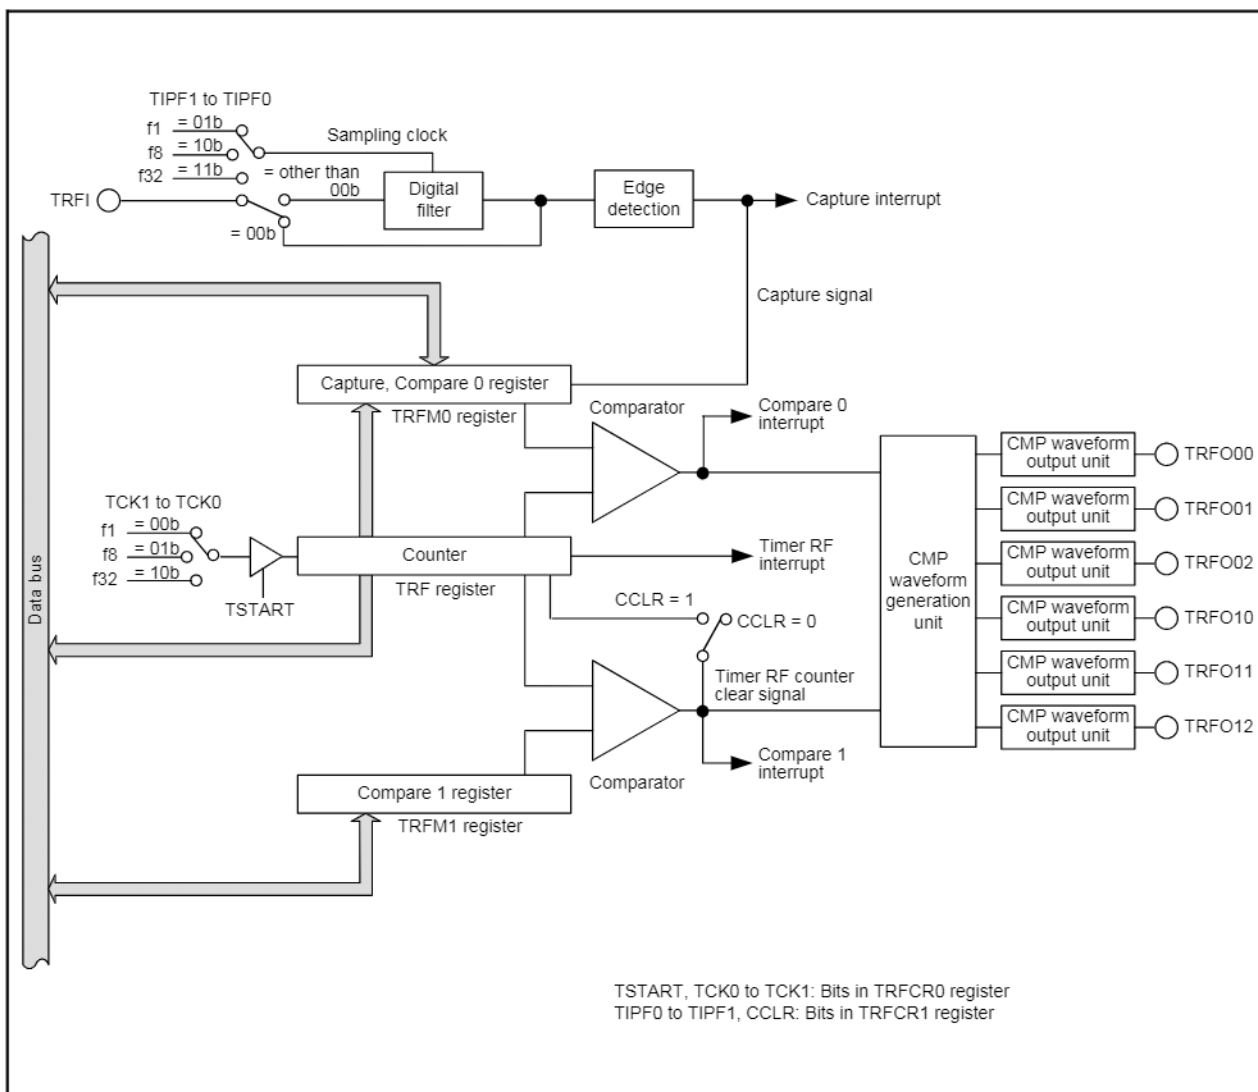 TIPF1 to TIPF0
f1 = 01b
f8 = 10b
f32 = 11b
Sampling clock
= other than
00b
TRFI
= 00b
Digital
filter
Edge
detection
Capture interrupt
Capture signal
Data bus
Capture, Compare 0 register
TRFM0 register
Comparator
Compare 0
interrupt
TCK1 to TCK0
f1 = 00b
f8 = 01b
f32 = 10b
TSTART
Counter
TRF register
Timer RF
interrupt
CCLR = 1
CCLR = 0
Timer RF counter
clear signal
Compare 1
interrupt
Comparator
Compare 1 register
TRFM1 register
CMP
waveform
generation
unit
CMP waveform
output unit
TRFO00
CMP waveform
output unit
TRFO01
CMP waveform
output unit
TRFO02
CMP waveform
output unit
TRFO10
CMP waveform
output unit
TRFO11
CMP waveform
output unit
TRFO12
TSTART, TCK0 to TCK1: Bits in TRFCR0 register
TIPF0 to TIPF1, CCLR: Bits in TRFCR1 register